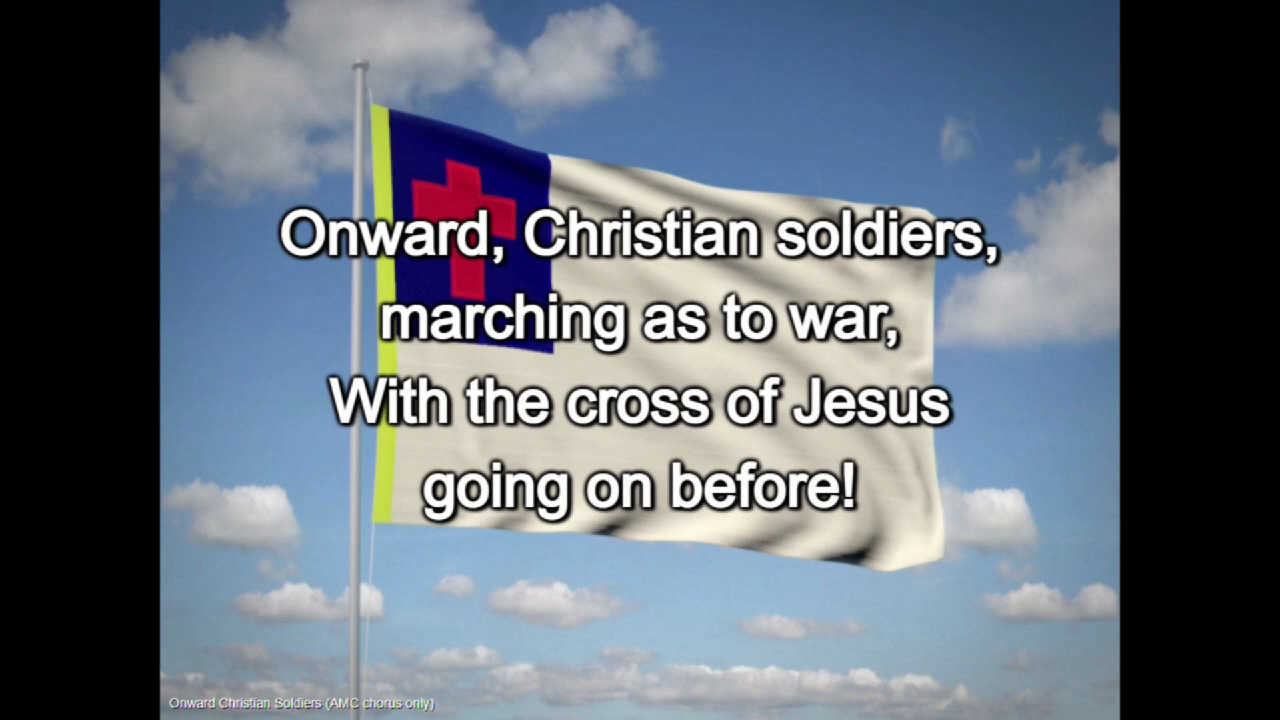 Onward, Christian soldiers,
marching as to war,
With the cross of Jesus
going on before!
Onward Christian Soldiers (AMC chorus only)